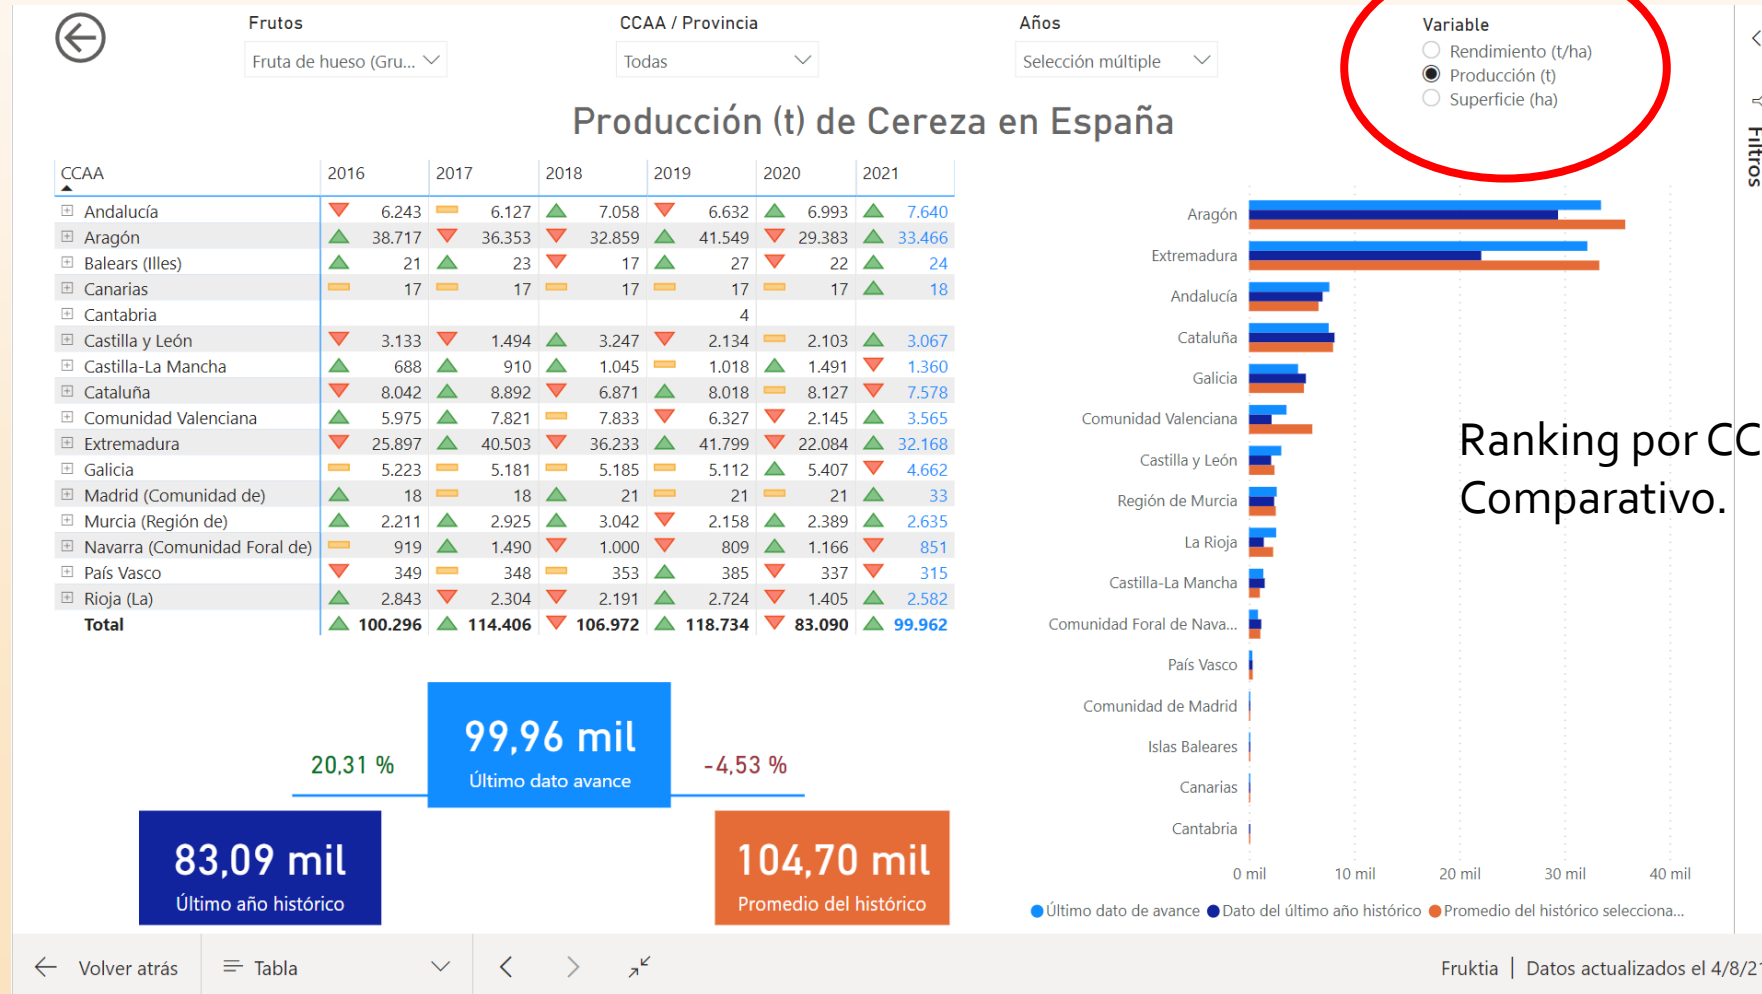 Frutos
Fruta de hueso (Gru...
CCAA / Provincia
Todas
Años
Selección múltiple
Variable
Rendimiento (t/ha)
Producción (t)
Superficie (ha)
Filtros
Producción (t) de Cereza en España
CCAA 2016 2017 2018 2019 2020 2021
Andalucía 6.243 6.127 7.058 6.632 6.993 7.640
Aragón 38.717 36.353 32.859 41.549 29.383 33.466
Balears (Illes) 21 23 17 27 22 24
Canarias 17 17 17 17 17 18
Cantabria 4
Castilla y León 3.133 1.494 3.247 2.134 2.103 3.067
Castilla-La Mancha 688 910 1.045 1.018 1.491 1.360
Cataluña 8.042 8.892 6.871 8.018 8.127 7.578
Comunidad Valenciana 5.975 7.821 7.833 6.327 2.145 3.565
Extremadura 25.897 40.503 36.233 41.799 22.084 32.168
Galicia 5.223 5.181 5.185 5.112 5.407 4.662
Madrid (Comunidad de) 18 18 21 21 21 33
Murcia (Región de) 2.211 2.925 3.042 2.158 2.389 2.635
Navarra (Comunidad Foral de) 919 1.490 1.000 809 1.166 851
País Vasco 349 348 353 385 337 315
Rioja (La) 2.843 2.304 2.191 2.724 1.405 2.582
Total 100.296 114.406 106.972 118.734 83.090 99.962
99,96 mil
Último dato avance
20,31 %
-4,53 %
83,09 mil
Último año histórico
104,70 mil
Promedio del histórico
Aragón
Extremadura
Andalucía
Cataluña
Galicia
Comunidad Valenciana
Castilla y León
Región de Murcia
La Rioja
Castilla-La Mancha
Comunidad Foral de Nava...
País Vasco
Comunidad de Madrid
Islas Baleares
Canarias
Cantabria
0 mil 10 mil 20 mil 30 mil 40 mil
Último dato de avance Dato del último año histórico Promedio del histórico selecciona...
Ranking por CC
Comparativo.
Volver atrás
Tabla
Fruktia | Datos actualizados el 4/8/21